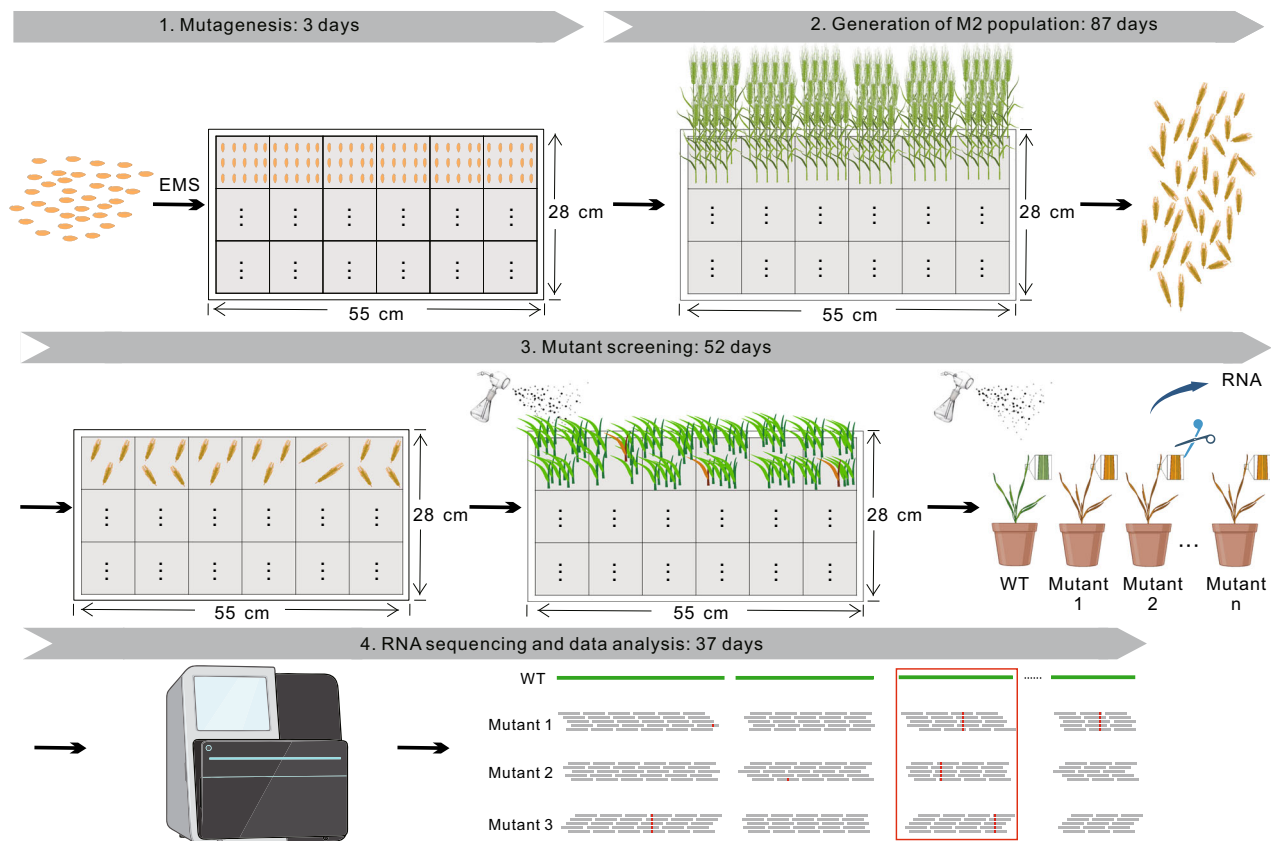 1. Mutagenesis: 3 days
2. Generation of M2 population: 87 days
EMS
28 cm
55 cm
28 cm
55 cm
3. Mutant screening: 52 days
RNA
28 cm
55 cm
28 cm
55 cm
WT
Mutant
1
Mutant
2
...
Mutant
n
4. RNA sequencing and data analysis: 37 days
WT
......
Mutant 1
Mutant 2
Mutant 3